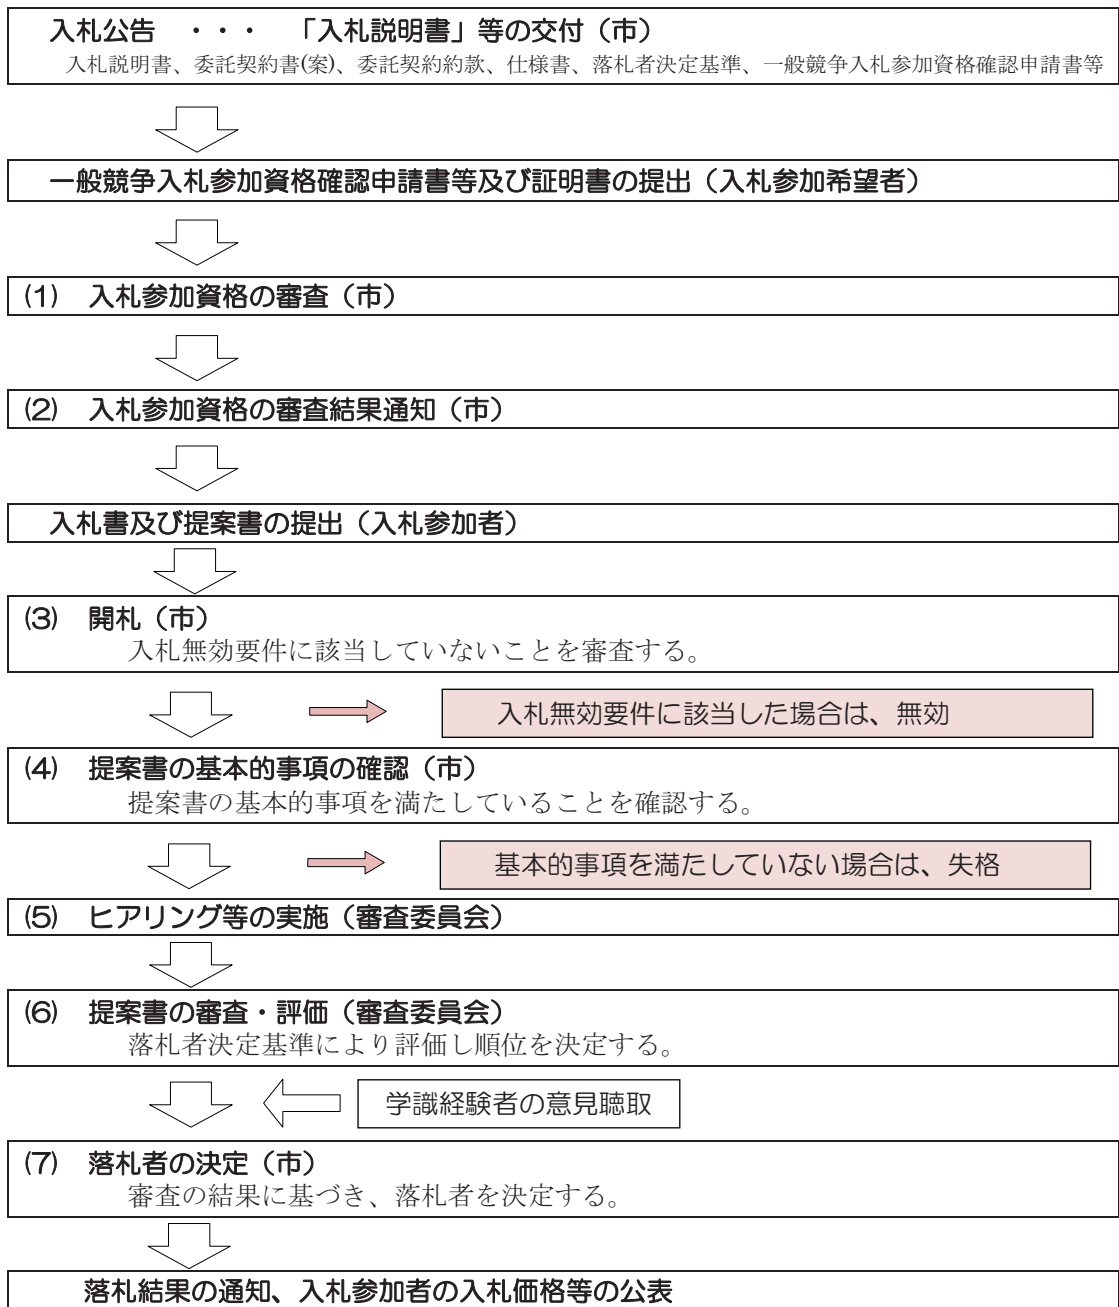 入札公告　・・・　「入札説明書」等の交付（市）
入札説明書、委託契約書(案)、委託契約約款、仕様書、落札者決定基準、一般競争入札参加資格確認申請書等
一般競争入札参加資格確認申請書等及び証明書の提出（入札参加希望者）
(1)　入札参加資格の審査（市）
(2)　入札参加資格の審査結果通知（市）
入札書及び提案書の提出（入札参加者）
(3)　開札（市）
入札無効要件に該当していないことを審査する。
入札無効要件に該当した場合は、無効
(4)　提案書の基本的事項の確認（市）
提案書の基本的事項を満たしていることを確認する。
基本的事項を満たしていない場合は、失格
(5)　ヒアリング等の実施（審査委員会）
(6)　提案書の審査・評価（審査委員会）
落札者決定基準により評価し順位を決定する。
学識経験者の意見聴取
(7)　落札者の決定（市）
審査の結果に基づき、落札者を決定する。
落札結果の通知、入札参加者の入札価格等の公表